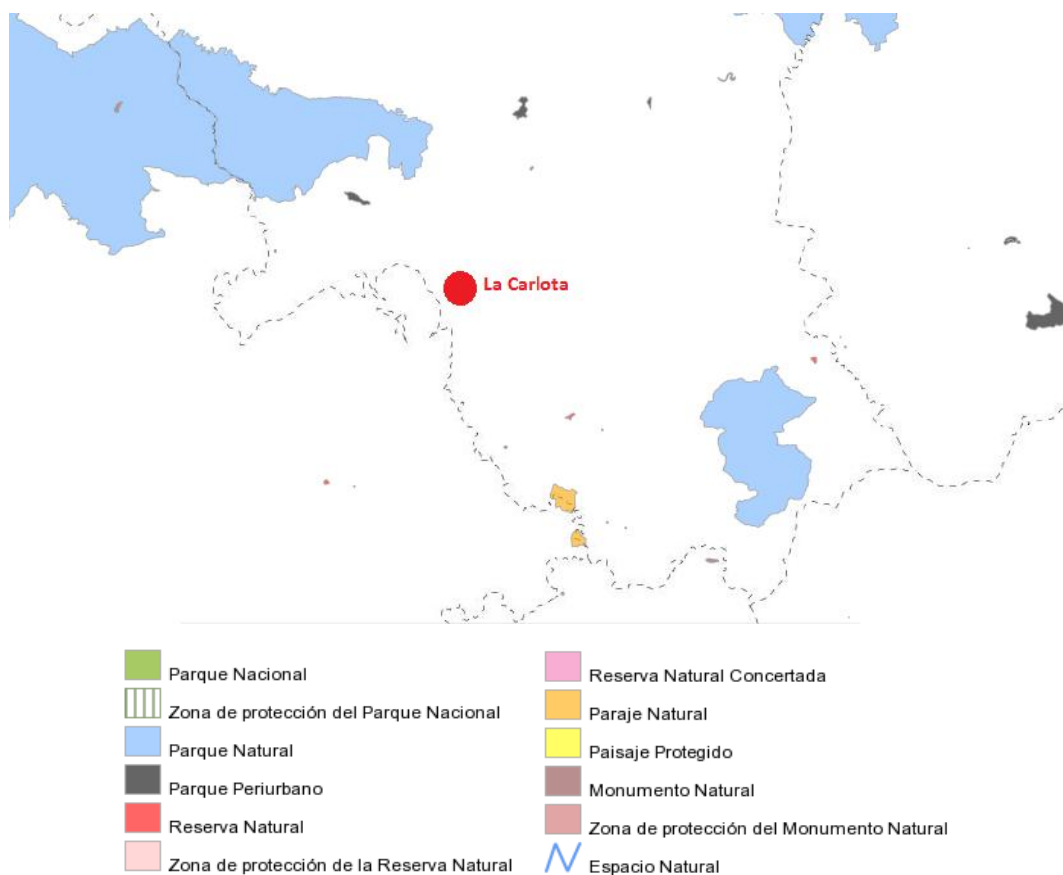 La Carlota
Parque Nacional
Zona de protección del Parque Nacional
Parque Natural
Parque Periurbano
Reserva Natural
Zona de protección de la Reserva Natural
Reserva Natural Concertada
Paraje Natural
Paisaje Protegido
Monumento Natural
Zona de protección del Monumento Natural
Espacio Natural